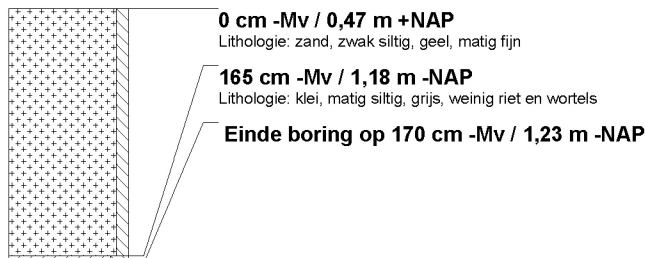 0 cm -Mv / 0,47 m +NAP
Lithologie: zand, zwak siltig, geel, matig fijn
165 cm -Mv / 1,18 m -NAP
Lithologie: klei, matig siltig, grijs, weinig riet en wortels
Einde boring op 170 cm -Mv / 1,23 m -NAP